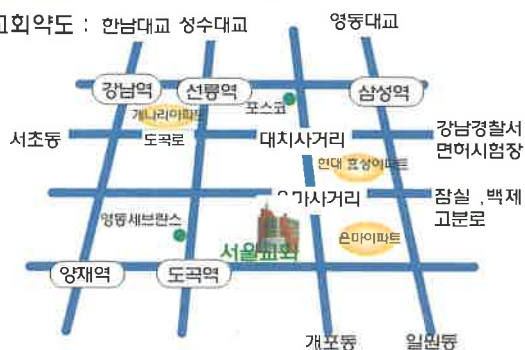 교회약도 : 한남대교 성수대교 영동대교
강남역 선릉역 삼성역
포스코
개나리아파트
서초동 도곡로 대치사거리 강남경찰서
면허시험장
현대 효성아파트
은마사거리 잠실 ,백제
고분로
영동세브란스
서울교회 은마아파트
양재역 도곡역
개포동 일원동